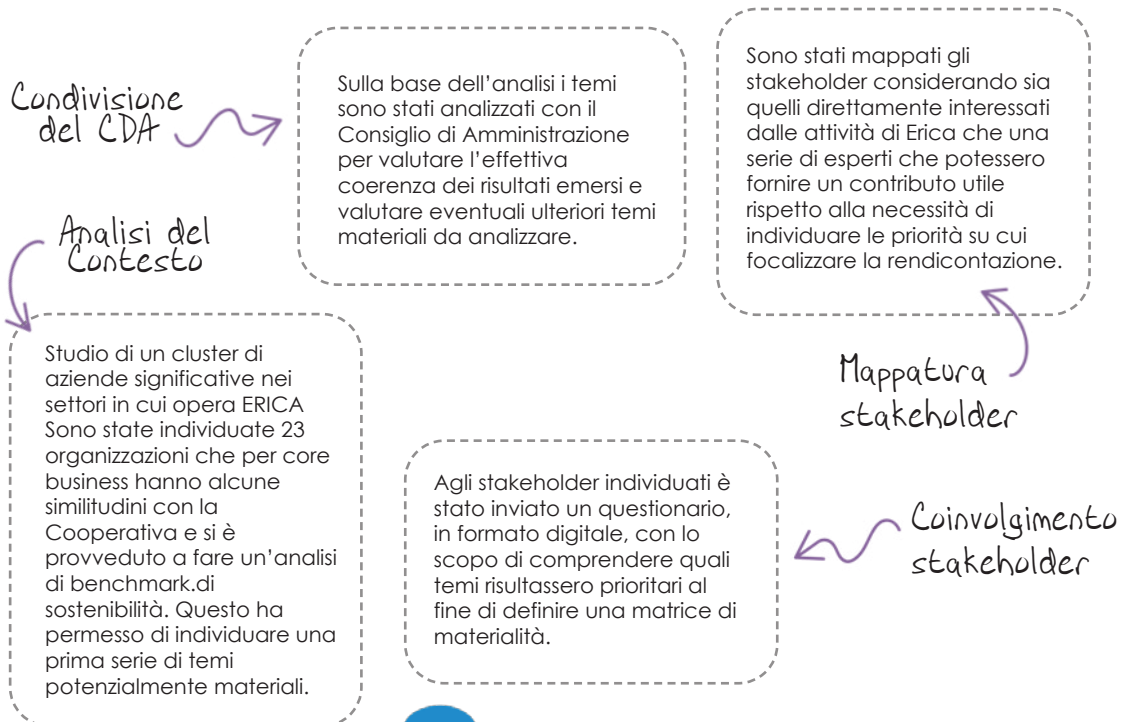 Condivisione
del CDA
Sulla base dell'analisi i temi
sono stati analizzati con il
Consiglio di Amministrazione
per valutare l'effettiva
coerenza dei risultati emersi e
valutare eventuali ulteriori temi
materiali da analizzare.
Sono stati mappati gli
stakeholder considerando sia
quelli direttamente interessati
dalle attività di Erica che una
serie di esperti che potessero
fornire un contributo utile
rispetto alla necessità di
individuare le priorità su cui
focalizzare la rendicontazione.
Analisi del
Contesto
Studio di un cluster di
aziende significative nei
settori in cui opera ERICA
Sono state individuate 23
organizzazioni che per core
business hanno alcune
similitudini con la
Cooperativa e si è
provveduto a fare un'analisi
di benchmark.di
sostenibilità. Questo ha
permesso di individuare una
prima serie di temi
potenzialmente materiali.
Mappatura
stakeholder
Agli stakeholder individuati è
stato inviato un questionario,
in formato digitale, con lo
scopo di comprendere quali
temi risultassero prioritari al
fine di definire una matrice di
materialità.
Coinvolgimento
stakeholder